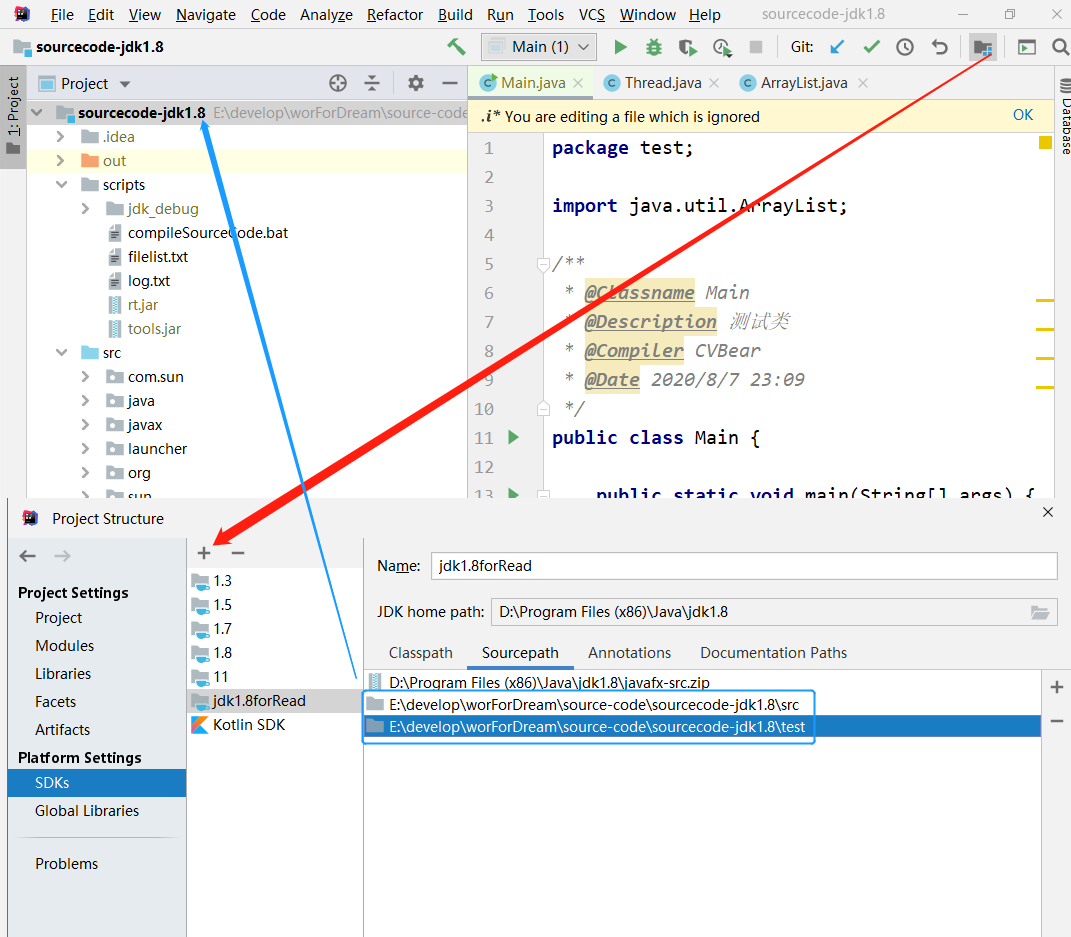 File Edit View Navigate Code Analyze Refactor Build Run Tools VCS Window Help sourcecode-jdk1.8
sourcecode-jdk1.8 Main (1) Git:
1: Project
Project
Main.java
Thread.java
ArrayList.java
Database
sourcecode-jdk1.8 E:\develop\worForDream\source-code
.idea
out
scripts
jdk_debug
compileSourceCode.bat
filelist.txt
log.txt
rt.jar
tools.jar
src
com.sun
java
javax
launcher
org
sun
.i* You are editing a file which is ignored OK
1 package test;
2
3 import java.util.ArrayList;
4
5 /**
6 * @Classname Main
7 * @Description 测试类
8 * @Compiler CVBear
9 * @Date 2020/8/7 23:09
10 */
11 public class Main {
12
13 public static void main(String[] args) {
Project Structure
Project Settings
Project
Modules
Libraries
Facets
Artifacts
Platform Settings
SDKs
Global Libraries
Problems
1.3
1.5
1.7
1.8
11
jdk1.8forRead
Kotlin SDK
Name: jdk1.8forRead
JDK home path: D:\Program Files (x86)\Java\jdk1.8
Classpath Sourcepath Annotations Documentation Paths
D:\Program Files (x86)\Java\jdk1.8\javafx-src.zip
E:\develop\worForDream\source-code\sourcecode-jdk1.8\src
E:\develop\worForDream\source-code\sourcecode-jdk1.8\test